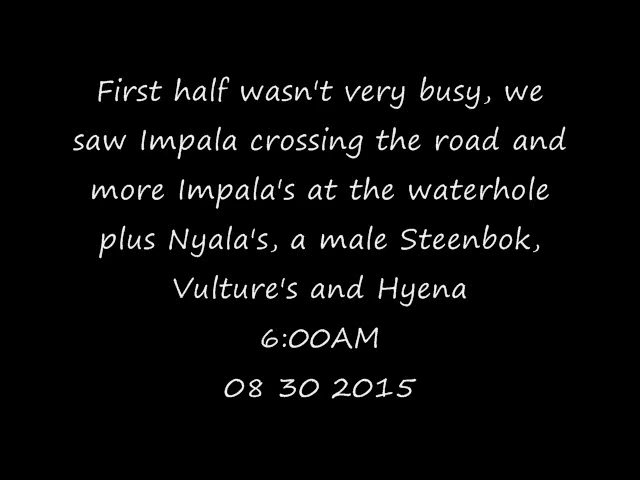 First half wasn't very busy, we
saw Impala crossing the road and
more Impala's at the waterhole
plus Nyala's, a male Steenbok,
Vulture's and Hyena
6:00AM
08 30 2015